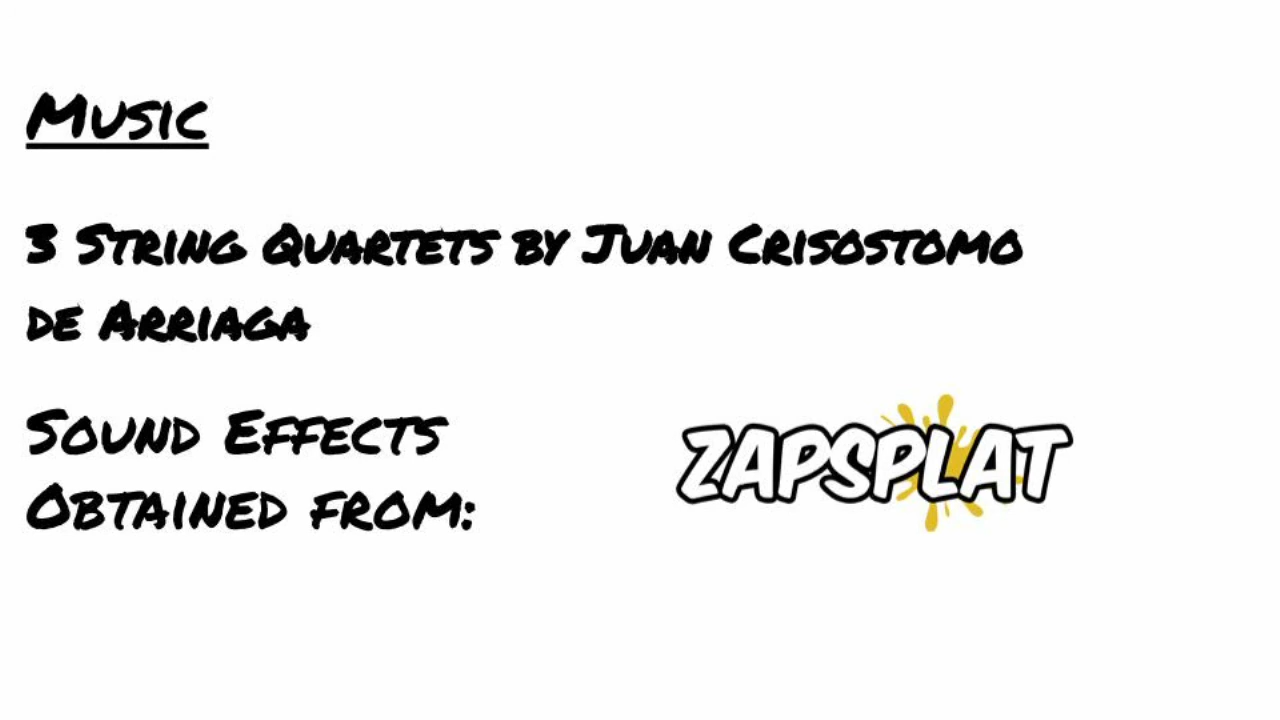 Music
3 String Quartets by Juan Crisostomo
de Arriaga
Sound Effects
Obtained from:
ZAPSPLAT